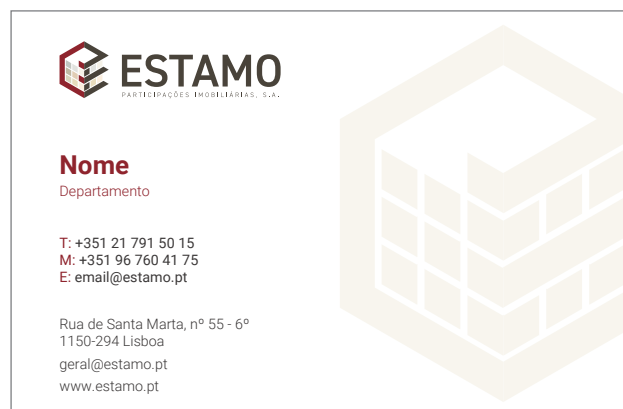 ESTAMO
PARTICIPAÇÕES IMOBILIÁRIAS, S.A.
Nome
Departamento
T: +351 21 791 50 15
M: +351 96 760 41 75
E: email@estamo.pt
Rua de Santa Marta, nº 55 - 6º
1150-294 Lisboa
geral@estamo.pt
www.estamo.pt